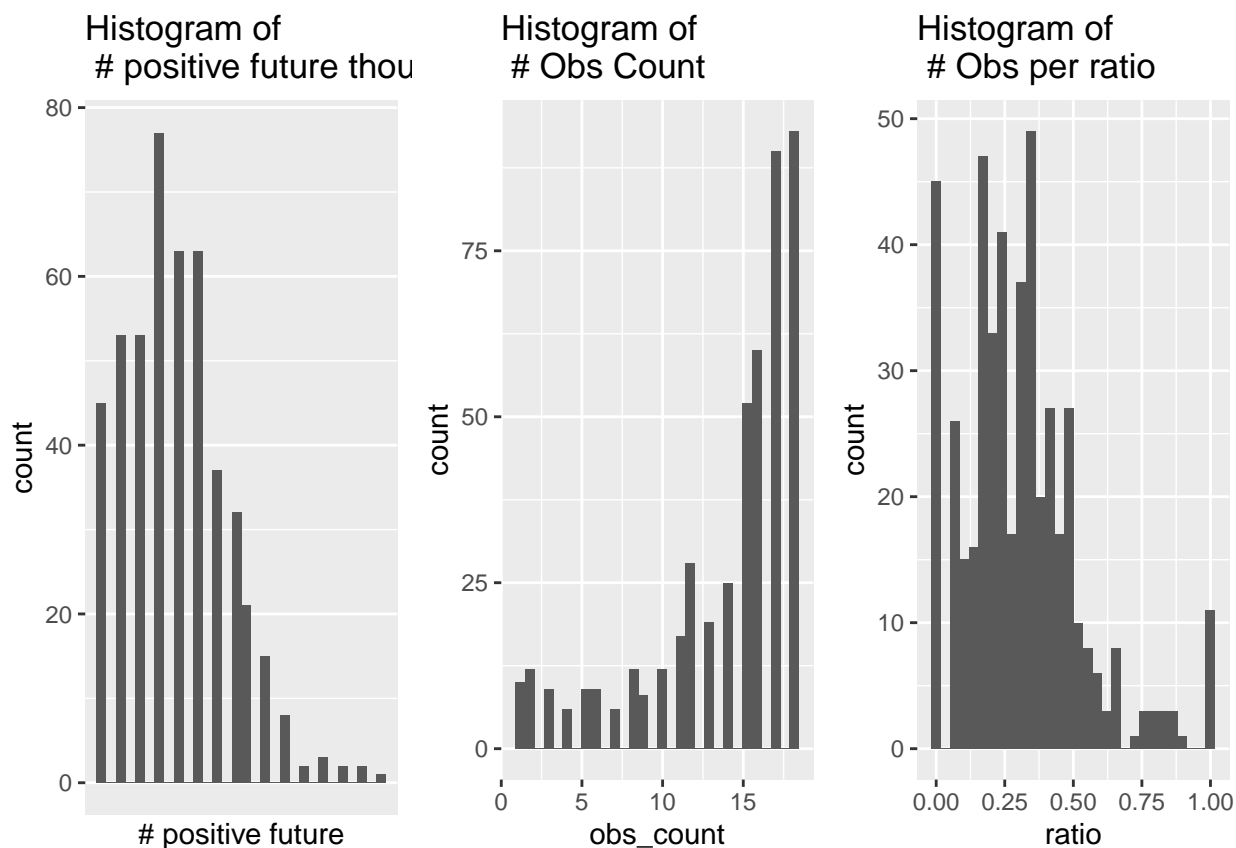 Histogram of
# positive future thou
80
60
40
20
0
count
# positive future
Histogram of
# Obs Count
75
50
25
0
count
0 5 10 15
obs_count
Histogram of
# Obs per ratio
50
40
30
20
10
0
count
0.00 0.25 0.50 0.75 1.00
ratio